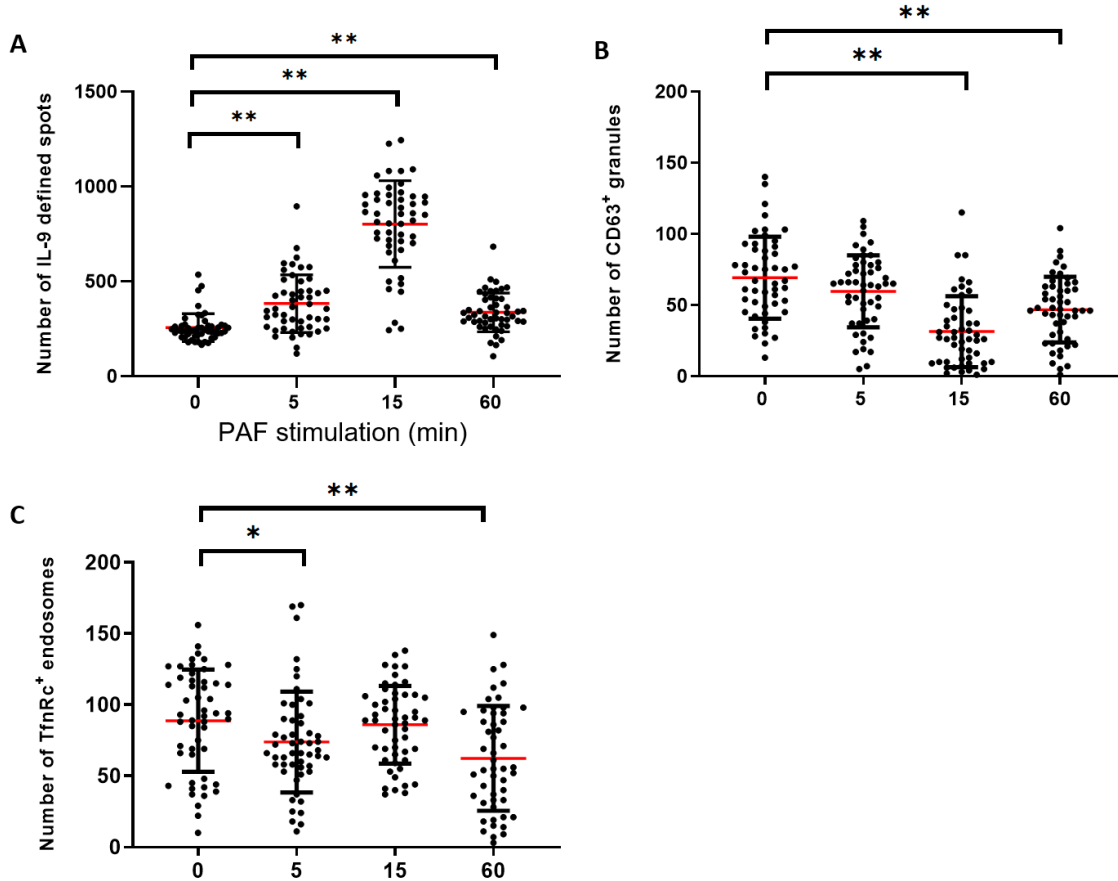 A
**
**
**
Number of IL-9 defined spots
1500
1000
500
0
0 5 15 60
PAF stimulation (min)
B
**
**
Number of CD63+ granules
200
150
100
50
0
0 5 15 60
C
**
*
Number of TfnRc+ endosomes
200
150
100
50
0
0 5 15 60